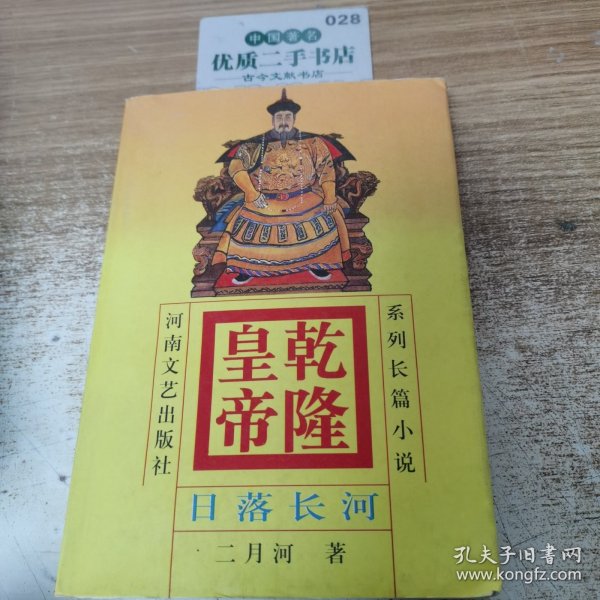 028
中国著名
优质二手书店
古今文献书店
系列长篇小说
乾隆
皇帝
河南文艺出版社
日落长河
二月河 著
孔夫子旧书网
www.kongfz.com